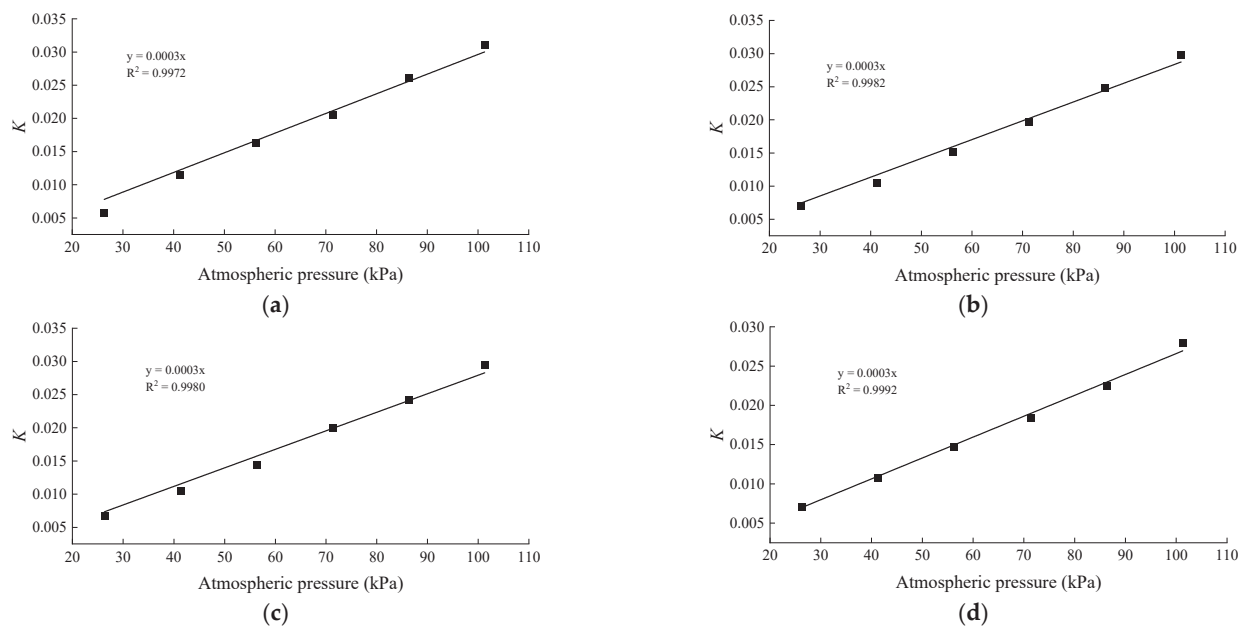 0.035
0.030
0.025
0.020
0.015
0.010
0.005
K
y = 0.0003x
R² = 0.9972
20 30 40 50 60 70 80 90 100 110
Atmospheric pressure (kPa)
(a)
0.035
0.030
0.025
0.020
0.015
0.010
0.005
K
y = 0.0003x
R² = 0.9982
20 30 40 50 60 70 80 90 100 110
Atmospheric pressure (kPa)
(b)
0.035
0.030
0.025
0.020
0.015
0.010
0.005
K
y = 0.0003x
R² = 0.9980
20 30 40 50 60 70 80 90 100 110
Atmospheric pressure (kPa)
(c)
0.030
0.025
0.020
0.015
0.010
0.005
K
y = 0.0003x
R² = 0.9992
20 30 40 50 60 70 80 90 100 110
Atmospheric pressure (kPa)
(d)